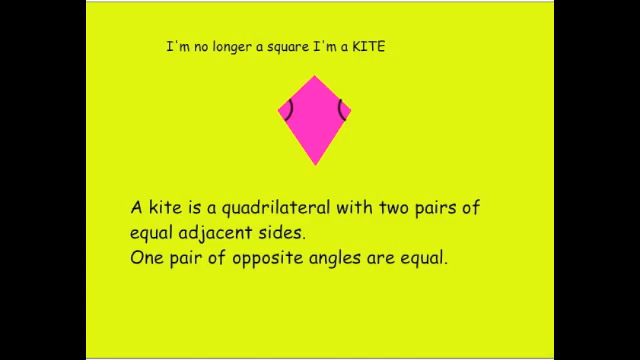 I'm no longer a square I'm a KITE
A kite is a quadrilateral with two pairs of
equal adjacent sides.
One pair of opposite angles are equal.